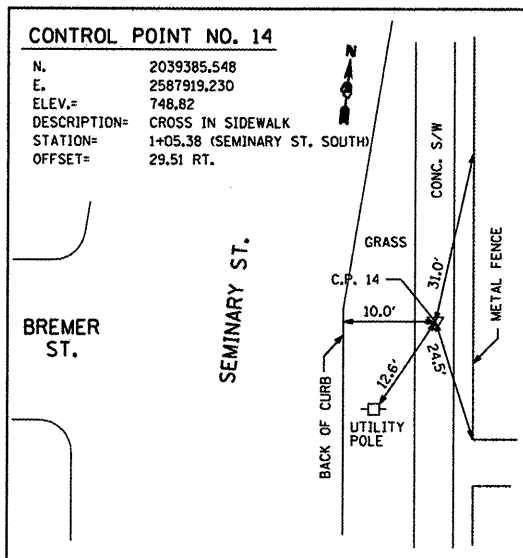 CONTROL POINT NO. 14
N. 2039385.548
E. 2587919.230
ELEV.= 748.82
DESCRIPTION= CROSS IN SIDEWALK
STATION= 1+05.38 (SEMINARY ST. SOUTH)
OFFSET= 29.51 RT.
N
CONC. S/W
GRASS
C.P. 14
31.0'
METAL FENCE
SEMINARY ST.
BREMER
ST.
10.0'
12.6'
24.5'
BACK OF CURB
UTILITY
POLE